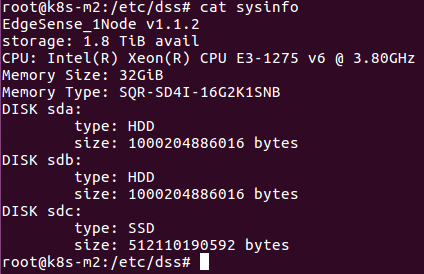 root@k8s-m2:/etc/dss# cat sysinfo
EdgeSense_1Node v1.1.2
storage: 1.8 TiB avail
CPU: Intel(R) Xeon(R) CPU E3-1275 v6 @ 3.80GHz
Memory Size: 32GiB
Memory Type: SQR-SD4I-16G2K1SNB
DISK sda:
        type: HDD
        size: 1000204886016 bytes
DISK sdb:
        type: HDD
        size: 1000204886016 bytes
DISK sdc:
        type: SSD
        size: 512110190592 bytes
root@k8s-m2:/etc/dss#